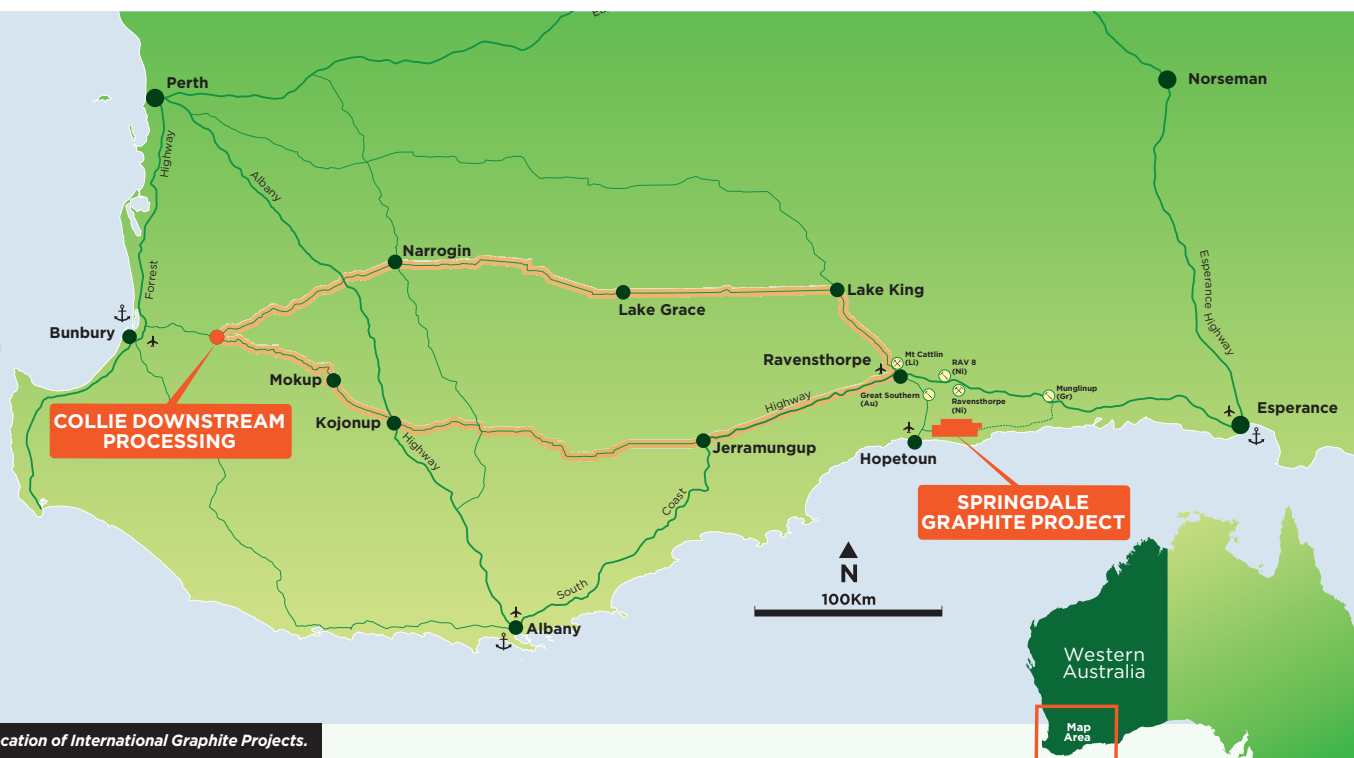 Perth
Norseman
Highway
Albany
Forrest
Narrogin
Esperance Highway
Lake Grace
Lake King
Bunbury
Ravensthorpe
Mt Cattlin
(Li)
RAV 8
(Ni)
Mokup
Great Southern
(Au)
Ravensthorpe
(Ni)
Munglinup
(Gr)
Highway
Esperance
COLLIE DOWNSTREAM
PROCESSING
Kojonup
Highway
Jerramungup
Hopetoun
Coast
SPRINGDALE
GRAPHITE PROJECT
N
100Km
South
Albany
Western
Australia
Map
Area
cation of International Graphite Projects.